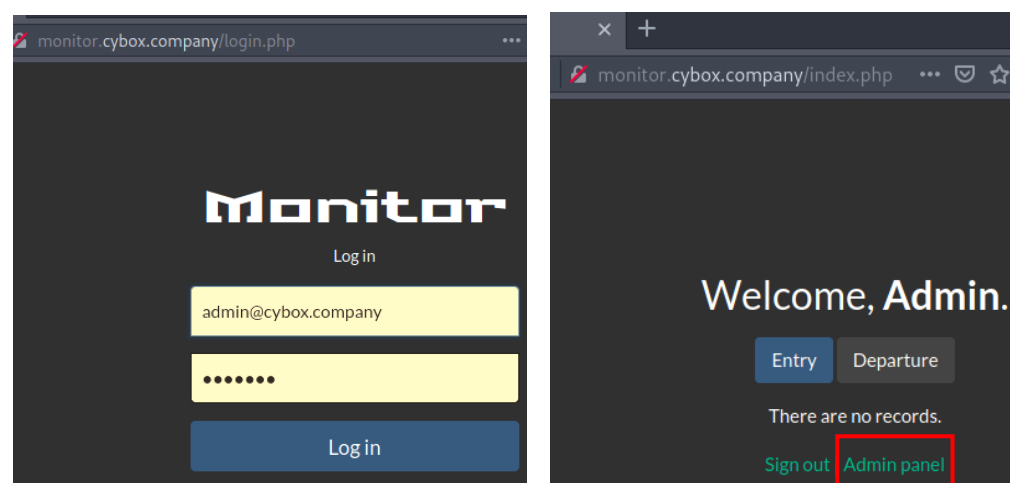 monitor.cybox.company/login.php
Monitor
Log in
admin@cybox.company
•••••••
Log in
monitor.cybox.company/index.php
Welcome, Admin.
Entry Departure
There are no records.
Sign out Admin panel